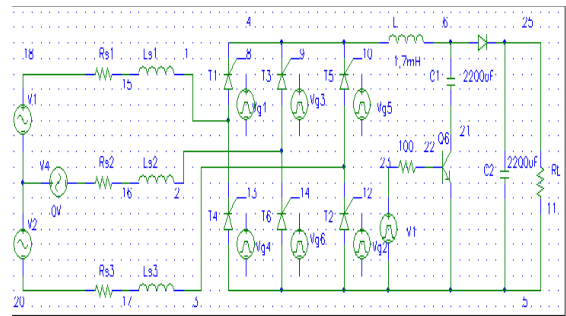 4 L 6 25
18 Rs1 Ls1 1 8 9 10
T1 T3 T5 1,7mH C1 2200uF
15
V1 Vg1 Vg3 Vg5
Q6 21
100 22
V4 Rs2 Ls2 23 C2 2200uF RL
16 2 13 14 12
0V T4 T6 T2 11
V2 Vg4 Vg6 Vg2 V1
Rs3 Ls3
20 17 3 5